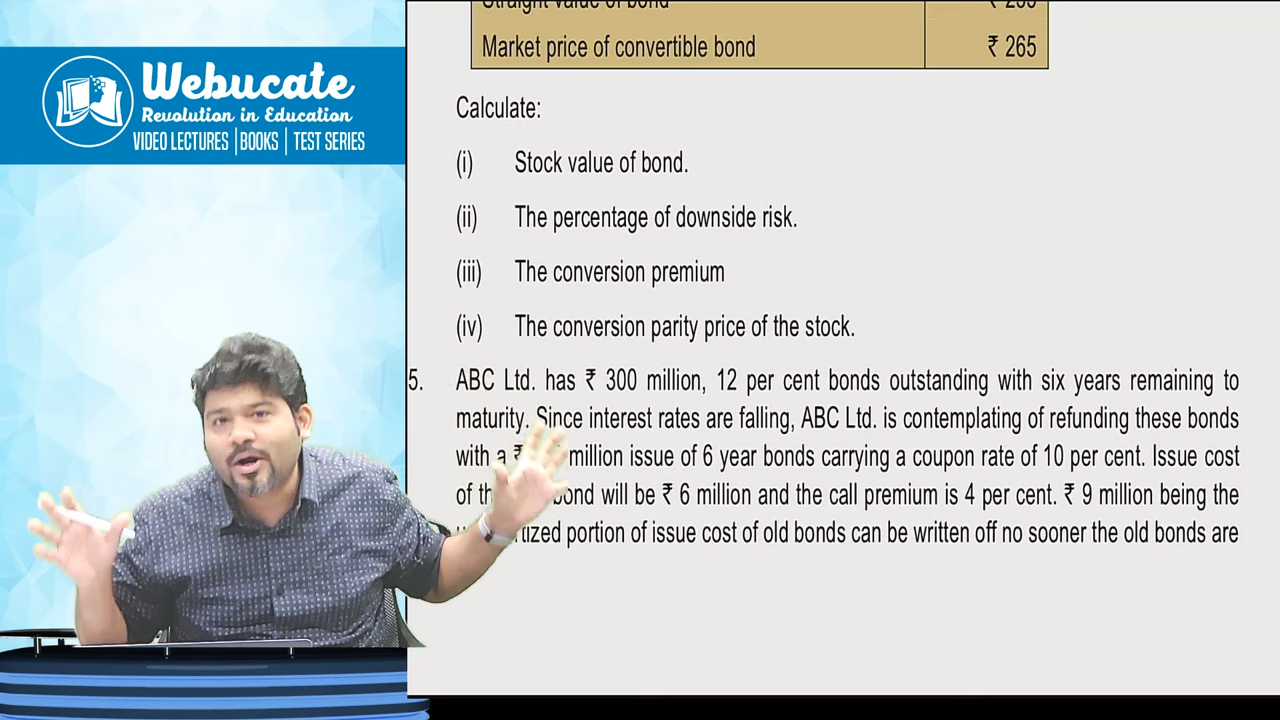 Webucate
Revolution in Education
VIDEO LECTURES | BOOKS | TEST SERIES
Straight value of bond
Market price of convertible bond ₹ 265
Calculate:
(i) Stock value of bond.
(ii) The percentage of downside risk.
(iii) The conversion premium
(iv) The conversion parity price of the stock.
5. ABC Ltd. has ₹ 300 million, 12 per cent bonds outstanding with six years remaining to
maturity. Since interest rates are falling, ABC Ltd. is contemplating of refunding these bonds
with a ₹ million issue of 6 year bonds carrying a coupon rate of 10 per cent. Issue cost
of bond will be ₹ 6 million and the call premium is 4 per cent. ₹ 9 million being the
portion of issue cost of old bonds can be written off no sooner the old bonds are